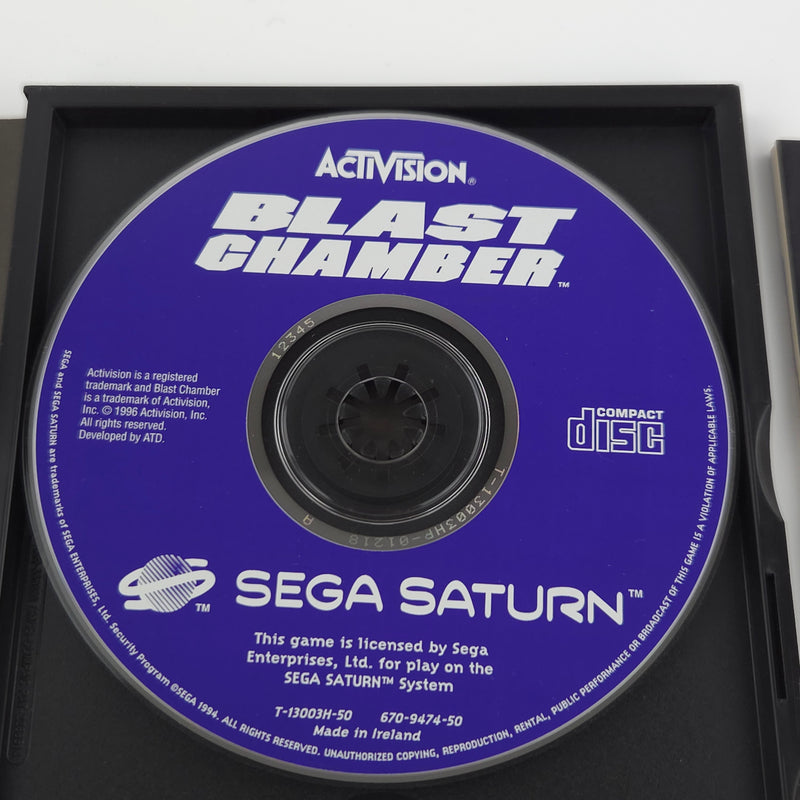 ACTIVISION®
BLAST
CHAMBER™
12345
Activision is a registered
trademark and Blast Chamber
is a trademark of Activision,
Inc. © 1996 Activision, Inc.
All rights reserved.
Developed by ATD.
COMPACT
disc
T-13003HP-01218 A
SEGA SATURN™
TM
This game is licensed by Sega
Enterprises, Ltd. for play on the
SEGA SATURN™ System
T-13003H-50 670-9474-50
Made in Ireland
SEGA and SEGA SATURN are trademarks of SEGA ENTERPRISES, Ltd. Security Program ©SEGA 1994. ALL RIGHTS RESERVED. UNAUTHORIZED COPYING, REPRODUCTION, RENTAL, PUBLIC PERFORMANCE OR BROADCAST OF THIS GAME IS A VIOLATION OF APPLICABLE LAWS.